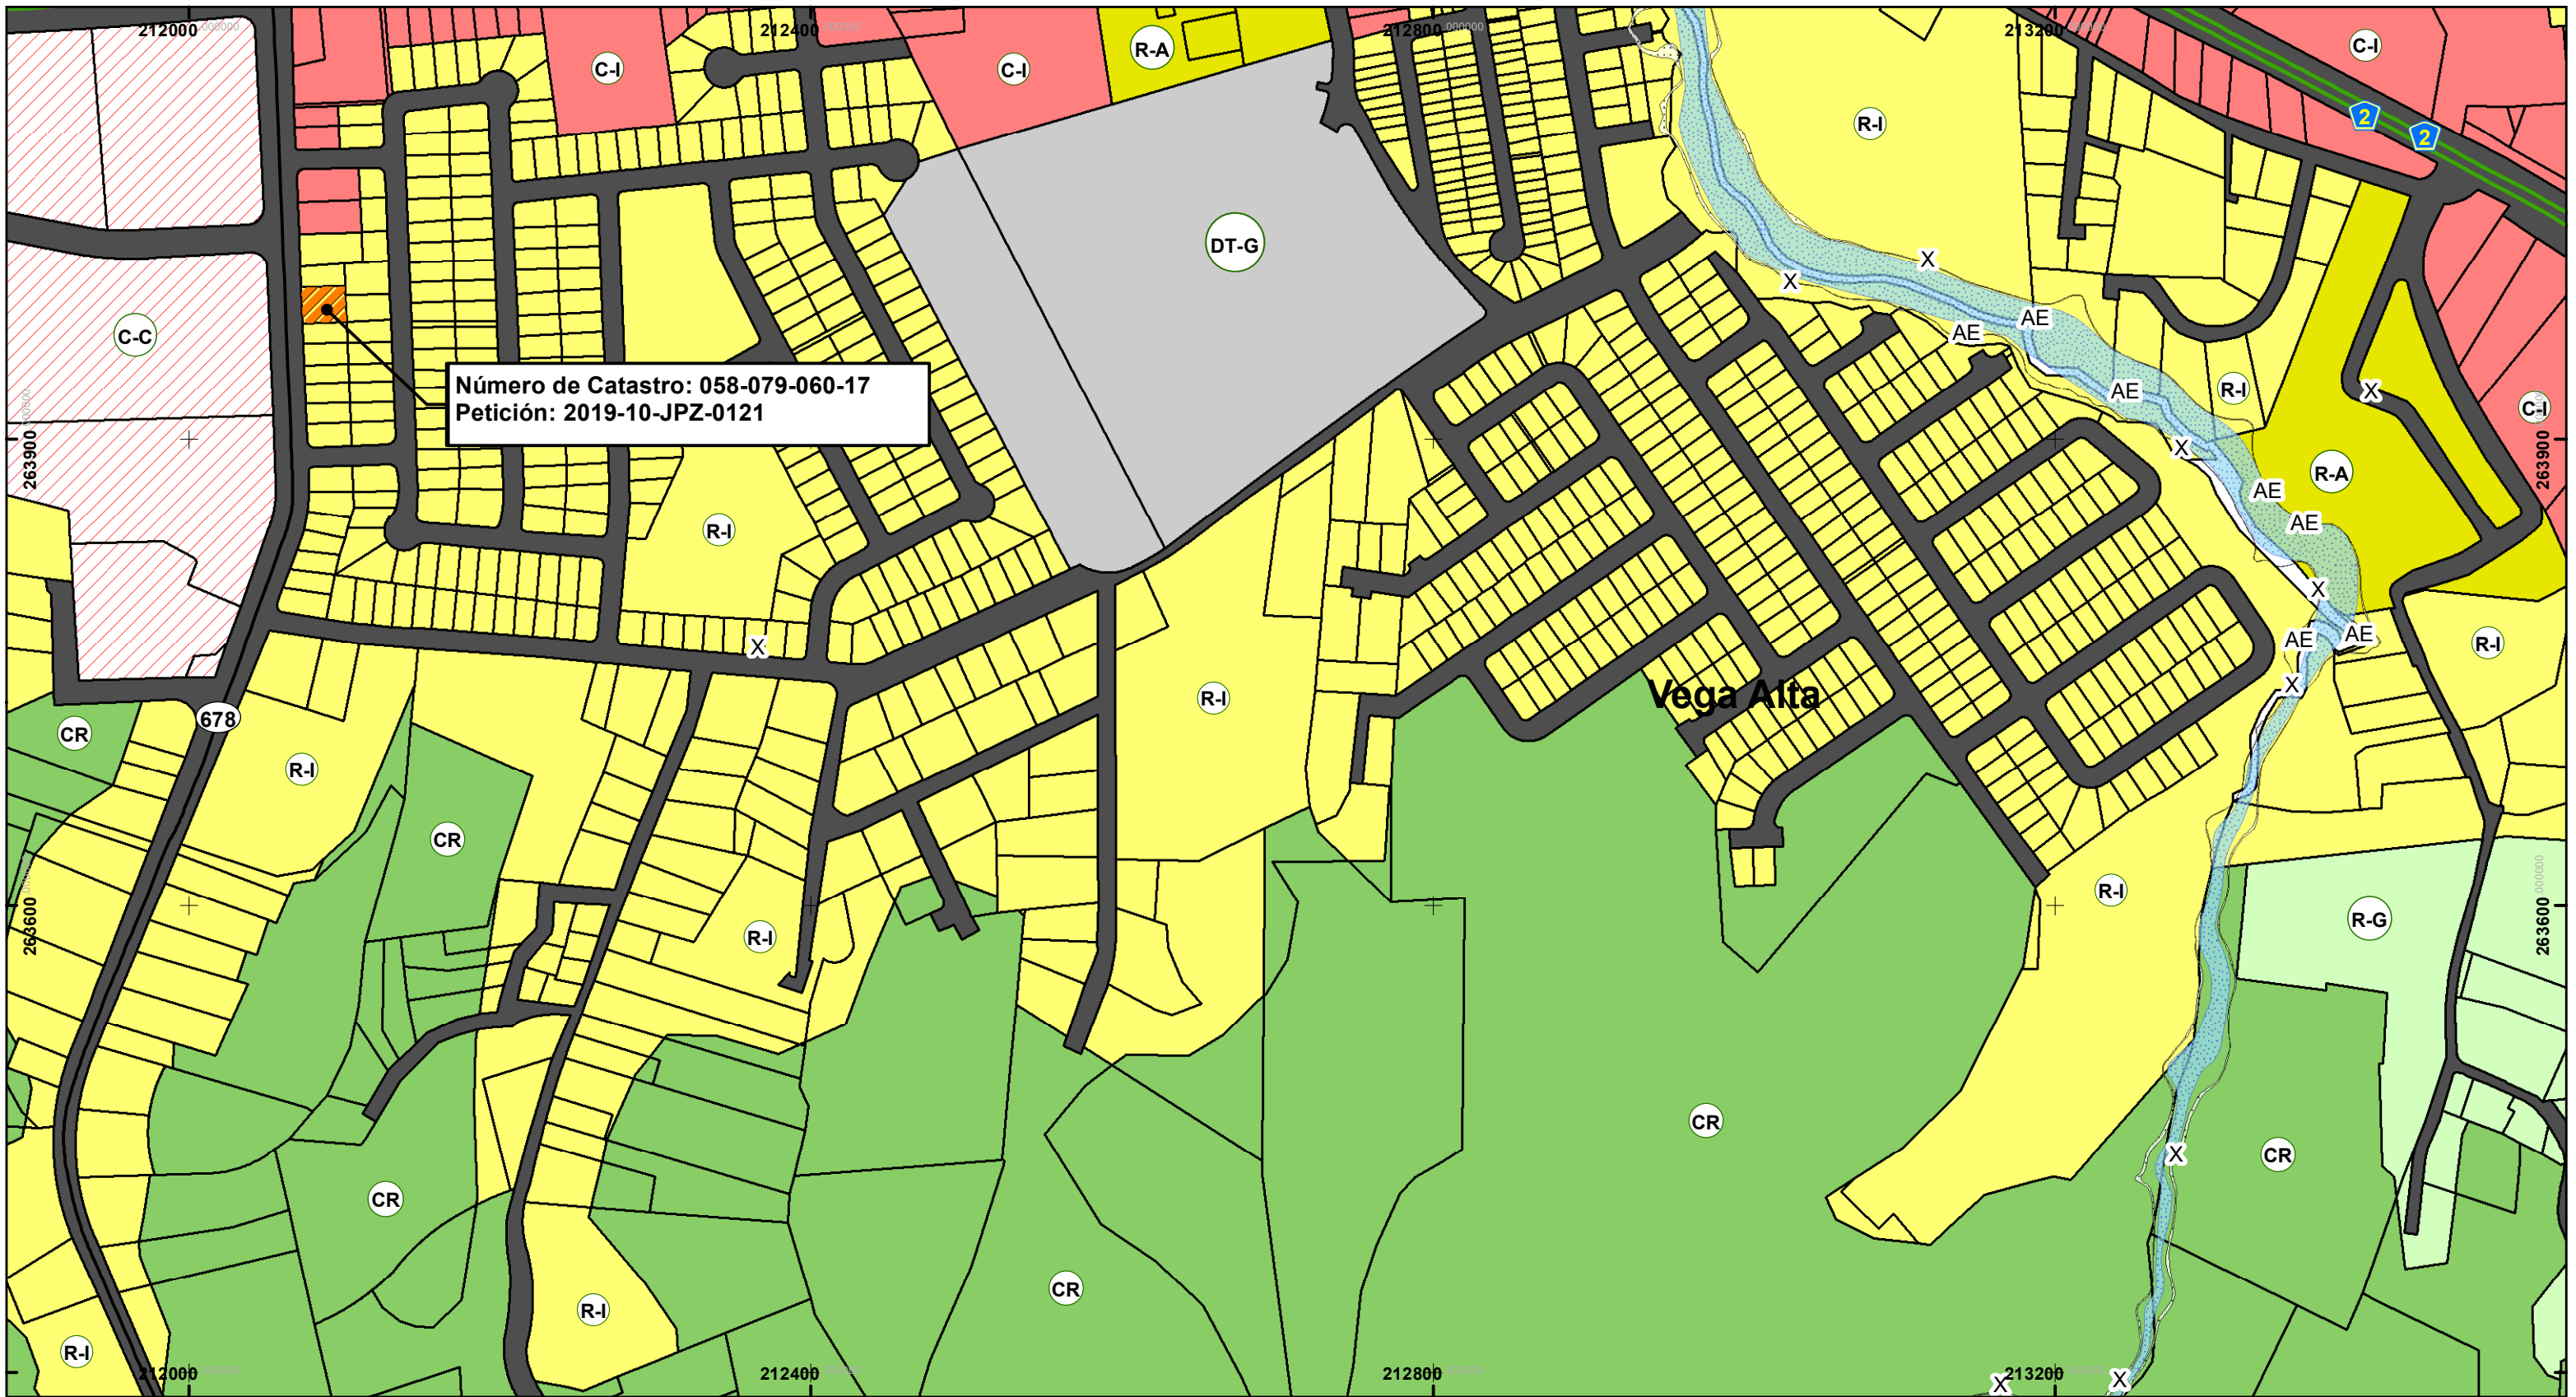 212000
212400
212800
213200
C-I
C-I
R-A
C-I
2
2
R-I
DT-G
X
X
C-C
AE
AE
AE
Número de Catastro: 058-079-060-17
Petición: 2019-10-JPZ-0121
R-I
X
C-I
263900
263900
X
R-A
AE
AE
R-I
X
X
AE
AE
R-I
X
R-I
Vega Alta
678
CR
R-I
CR
R-I
R-I
R-G
263600
263600
CR
X
CR
CR
CR
R-I
R-I
212000
212400
212800
213200
X
X